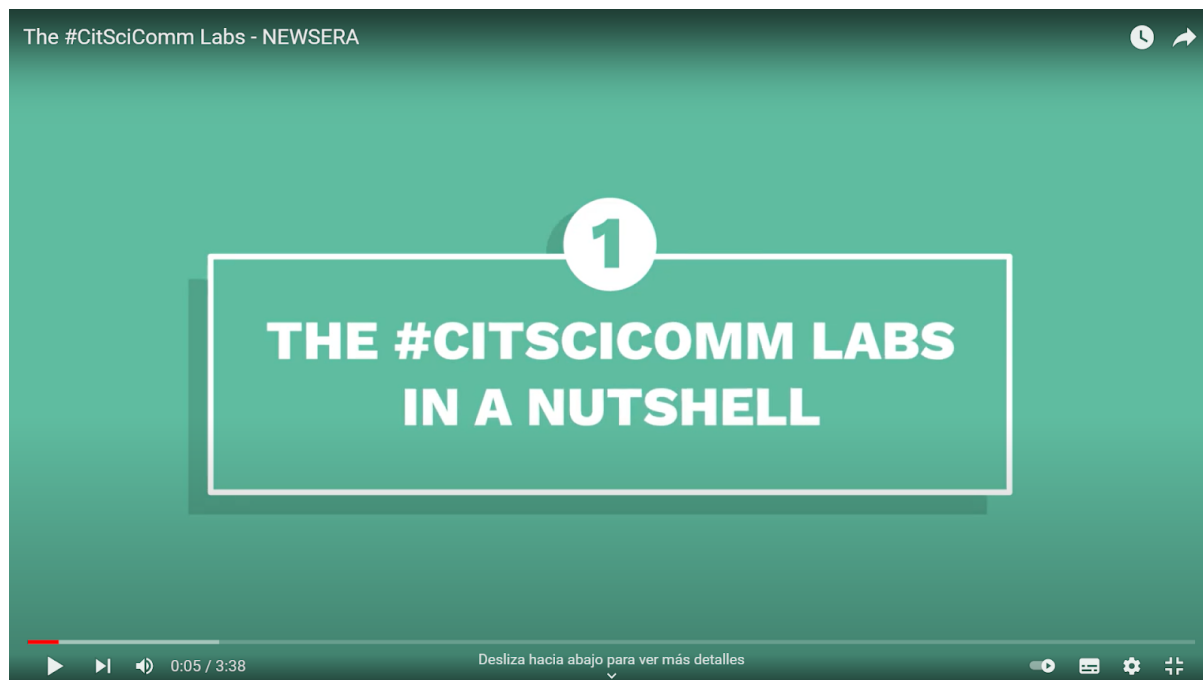 The #CitSciComm Labs - NEWSERA
1
THE #CITSCICOMM LABS
IN A NUTSHELL
Desliza hacia abajo para ver más detalles
0:05 / 3:38